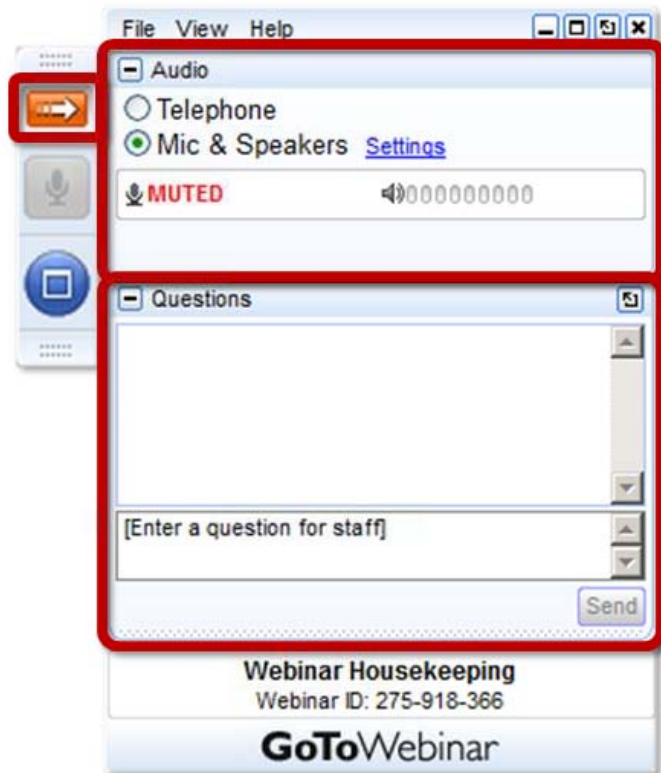 File View Help
Audio
Telephone
Mic & Speakers Settings
MUTED 000000000
Questions
[Enter a question for staff]
Send
Webinar Housekeeping
Webinar ID: 275-918-366
GoToWebinar